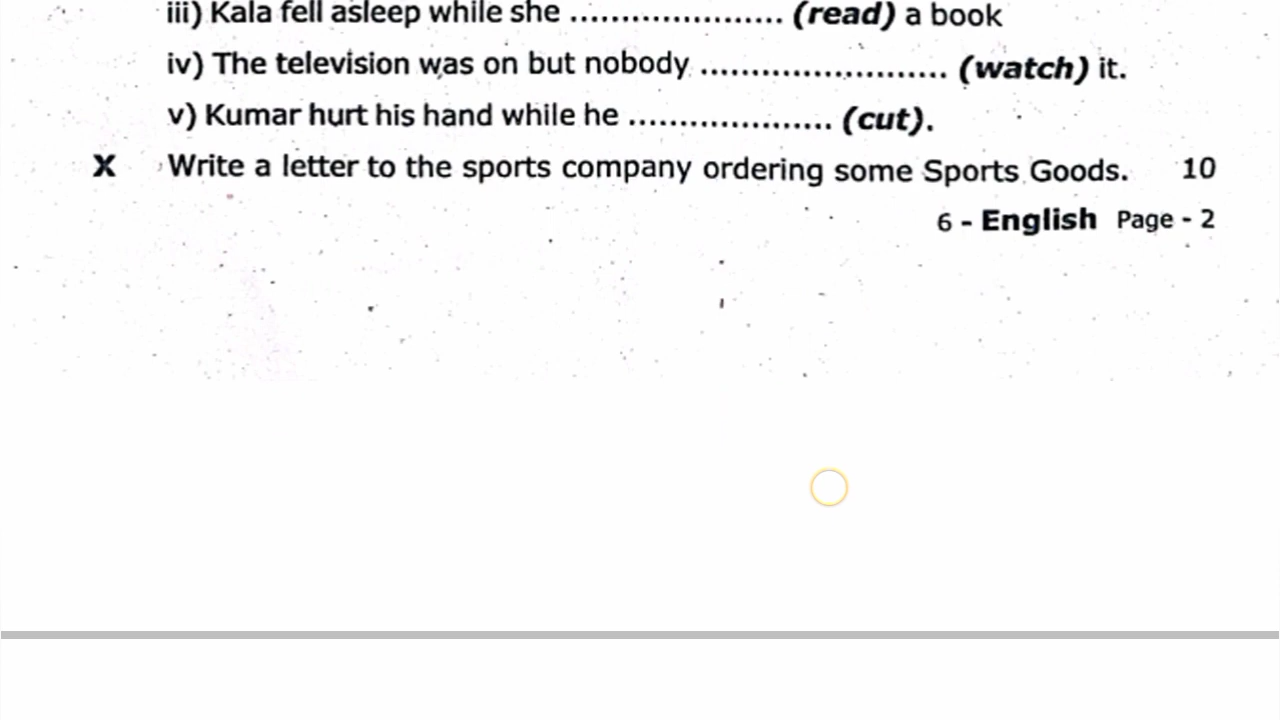 iii) Kala fell asleep while she ..................... (read) a book
iv) The television was on but nobody ........................ (watch) it.
v) Kumar hurt his hand while he .................... (cut).
X Write a letter to the sports company ordering some Sports Goods. 10
6 - English Page - 2